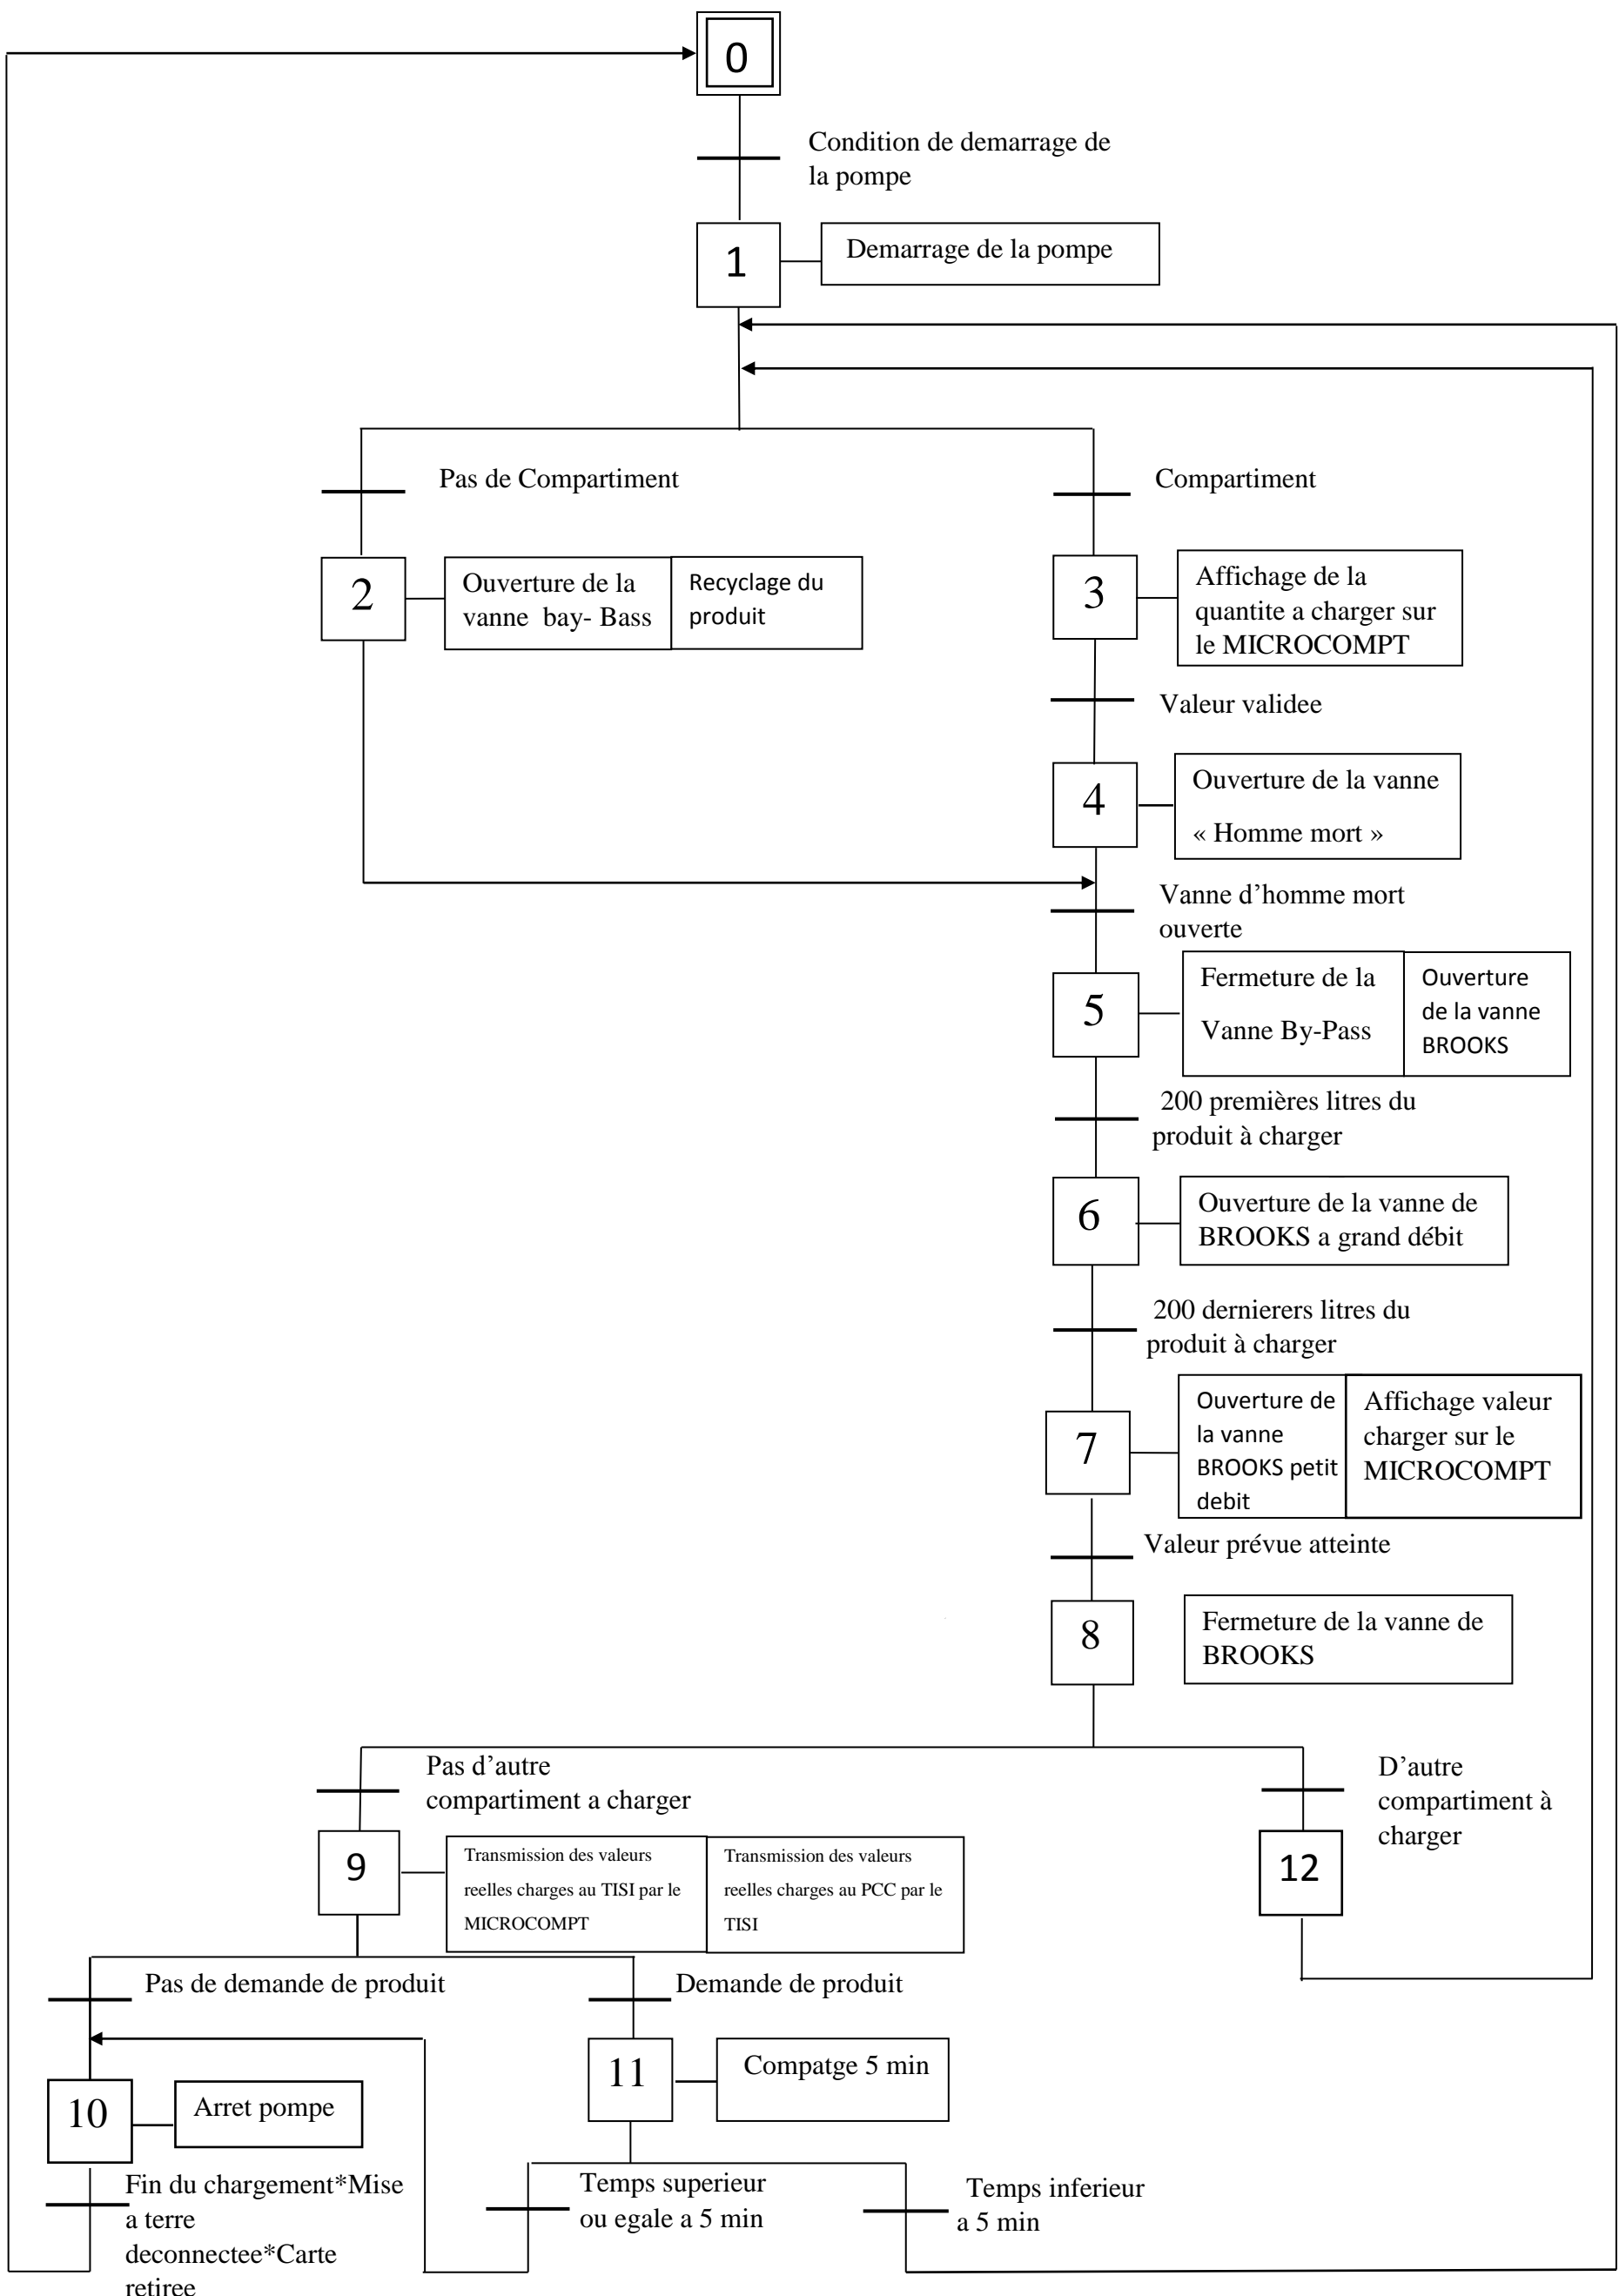 0
Condition de demarrage de
la pompe
1
Demarrage de la pompe
Pas de Compartiment
Compartiment
2
Ouverture de la
vanne bay- Bass
Recyclage du
produit
3
Affichage de la
quantite a charger sur
le MICROCOMPT
Valeur validee
4
Ouverture de la vanne
« Homme mort »
Vanne d’homme mort
ouverte
5
Fermeture de la
Vanne By-Pass
Ouverture
de la vanne
BROOKS
200 premières litres du
produit à charger
6
Ouverture de la vanne de
BROOKS a grand débit
200 dernierers litres du
produit à charger
7
Ouverture de
la vanne
BROOKS petit
debit
Affichage valeur
charger sur le
MICROCOMPT
Valeur prévue atteinte
8
Fermeture de la vanne de
BROOKS
Pas d’autre
compartiment a charger
D’autre
compartiment à
charger
9
Transmission des valeurs
reelles charges au TISI par le
MICROCOMPT
Transmission des valeurs
reelles charges au PCC par le
TISI
12
Pas de demande de produit
Demande de produit
11
Compatge 5 min
10
Arret pompe
Fin du chargement*Mise
a terre
deconnectee*Carte
retiree
Temps superieur
ou egale a 5 min
Temps inferieur
a 5 min